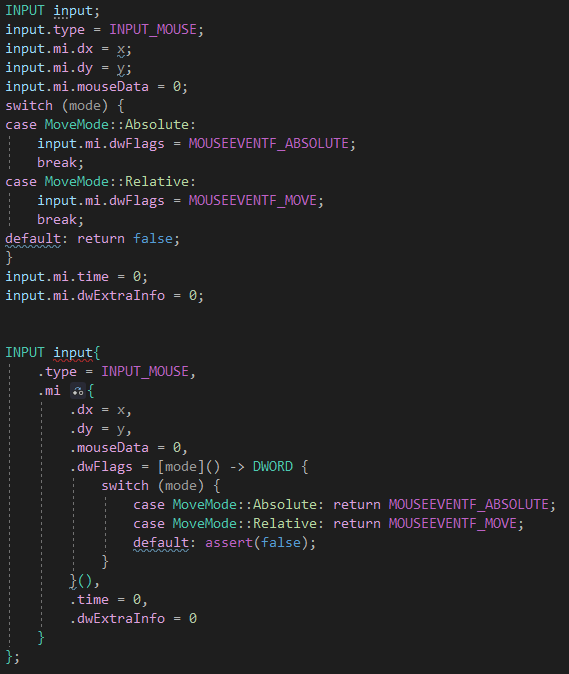 INPUT input;
input.type = INPUT_MOUSE;
input.mi.dx = x;
input.mi.dy = y;
input.mi.mouseData = 0;
switch (mode) {
case MoveMode::Absolute:
    input.mi.dwFlags = MOUSEEVENTF_ABSOLUTE;
    break;
case MoveMode::Relative:
    input.mi.dwFlags = MOUSEEVENTF_MOVE;
    break;
default: return false;
}
input.mi.time = 0;
input.mi.dwExtraInfo = 0;
INPUT input{
    .type = INPUT_MOUSE,
    .mi {
        .dx = x,
        .dy = y,
        .mouseData = 0,
        .dwFlags = [mode]() -> DWORD {
            switch (mode) {
                case MoveMode::Absolute: return MOUSEEVENTF_ABSOLUTE;
                case MoveMode::Relative: return MOUSEEVENTF_MOVE;
                default: assert(false);
            }
        }(),
        .time = 0,
        .dwExtraInfo = 0
    }
};